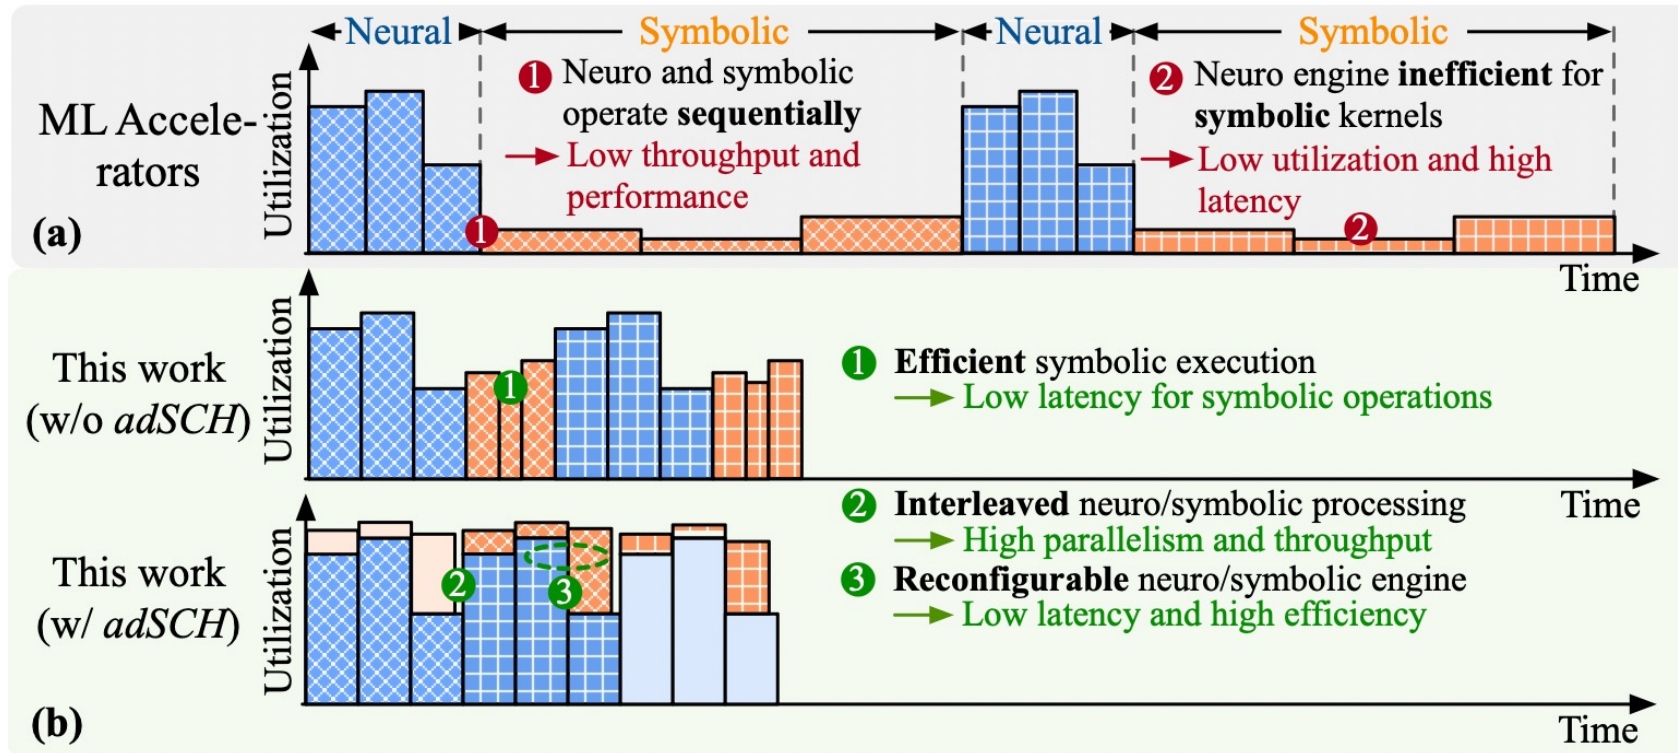 Neural
Symbolic
Neural
Symbolic
ML Accele-
rators
(a)
Utilization
1 Neuro and symbolic
operate sequentially
→ Low throughput and
performance
2 Neuro engine inefficient for
symbolic kernels
→ Low utilization and high
latency
1
2
Time
This work
(w/o adSCH)
Utilization
1
1 Efficient symbolic execution
→ Low latency for symbolic operations
Time
This work
(w/ adSCH)
(b)
Utilization
2
3
2 Interleaved neuro/symbolic processing
→ High parallelism and throughput
3 Reconfigurable neuro/symbolic engine
→ Low latency and high efficiency
Time